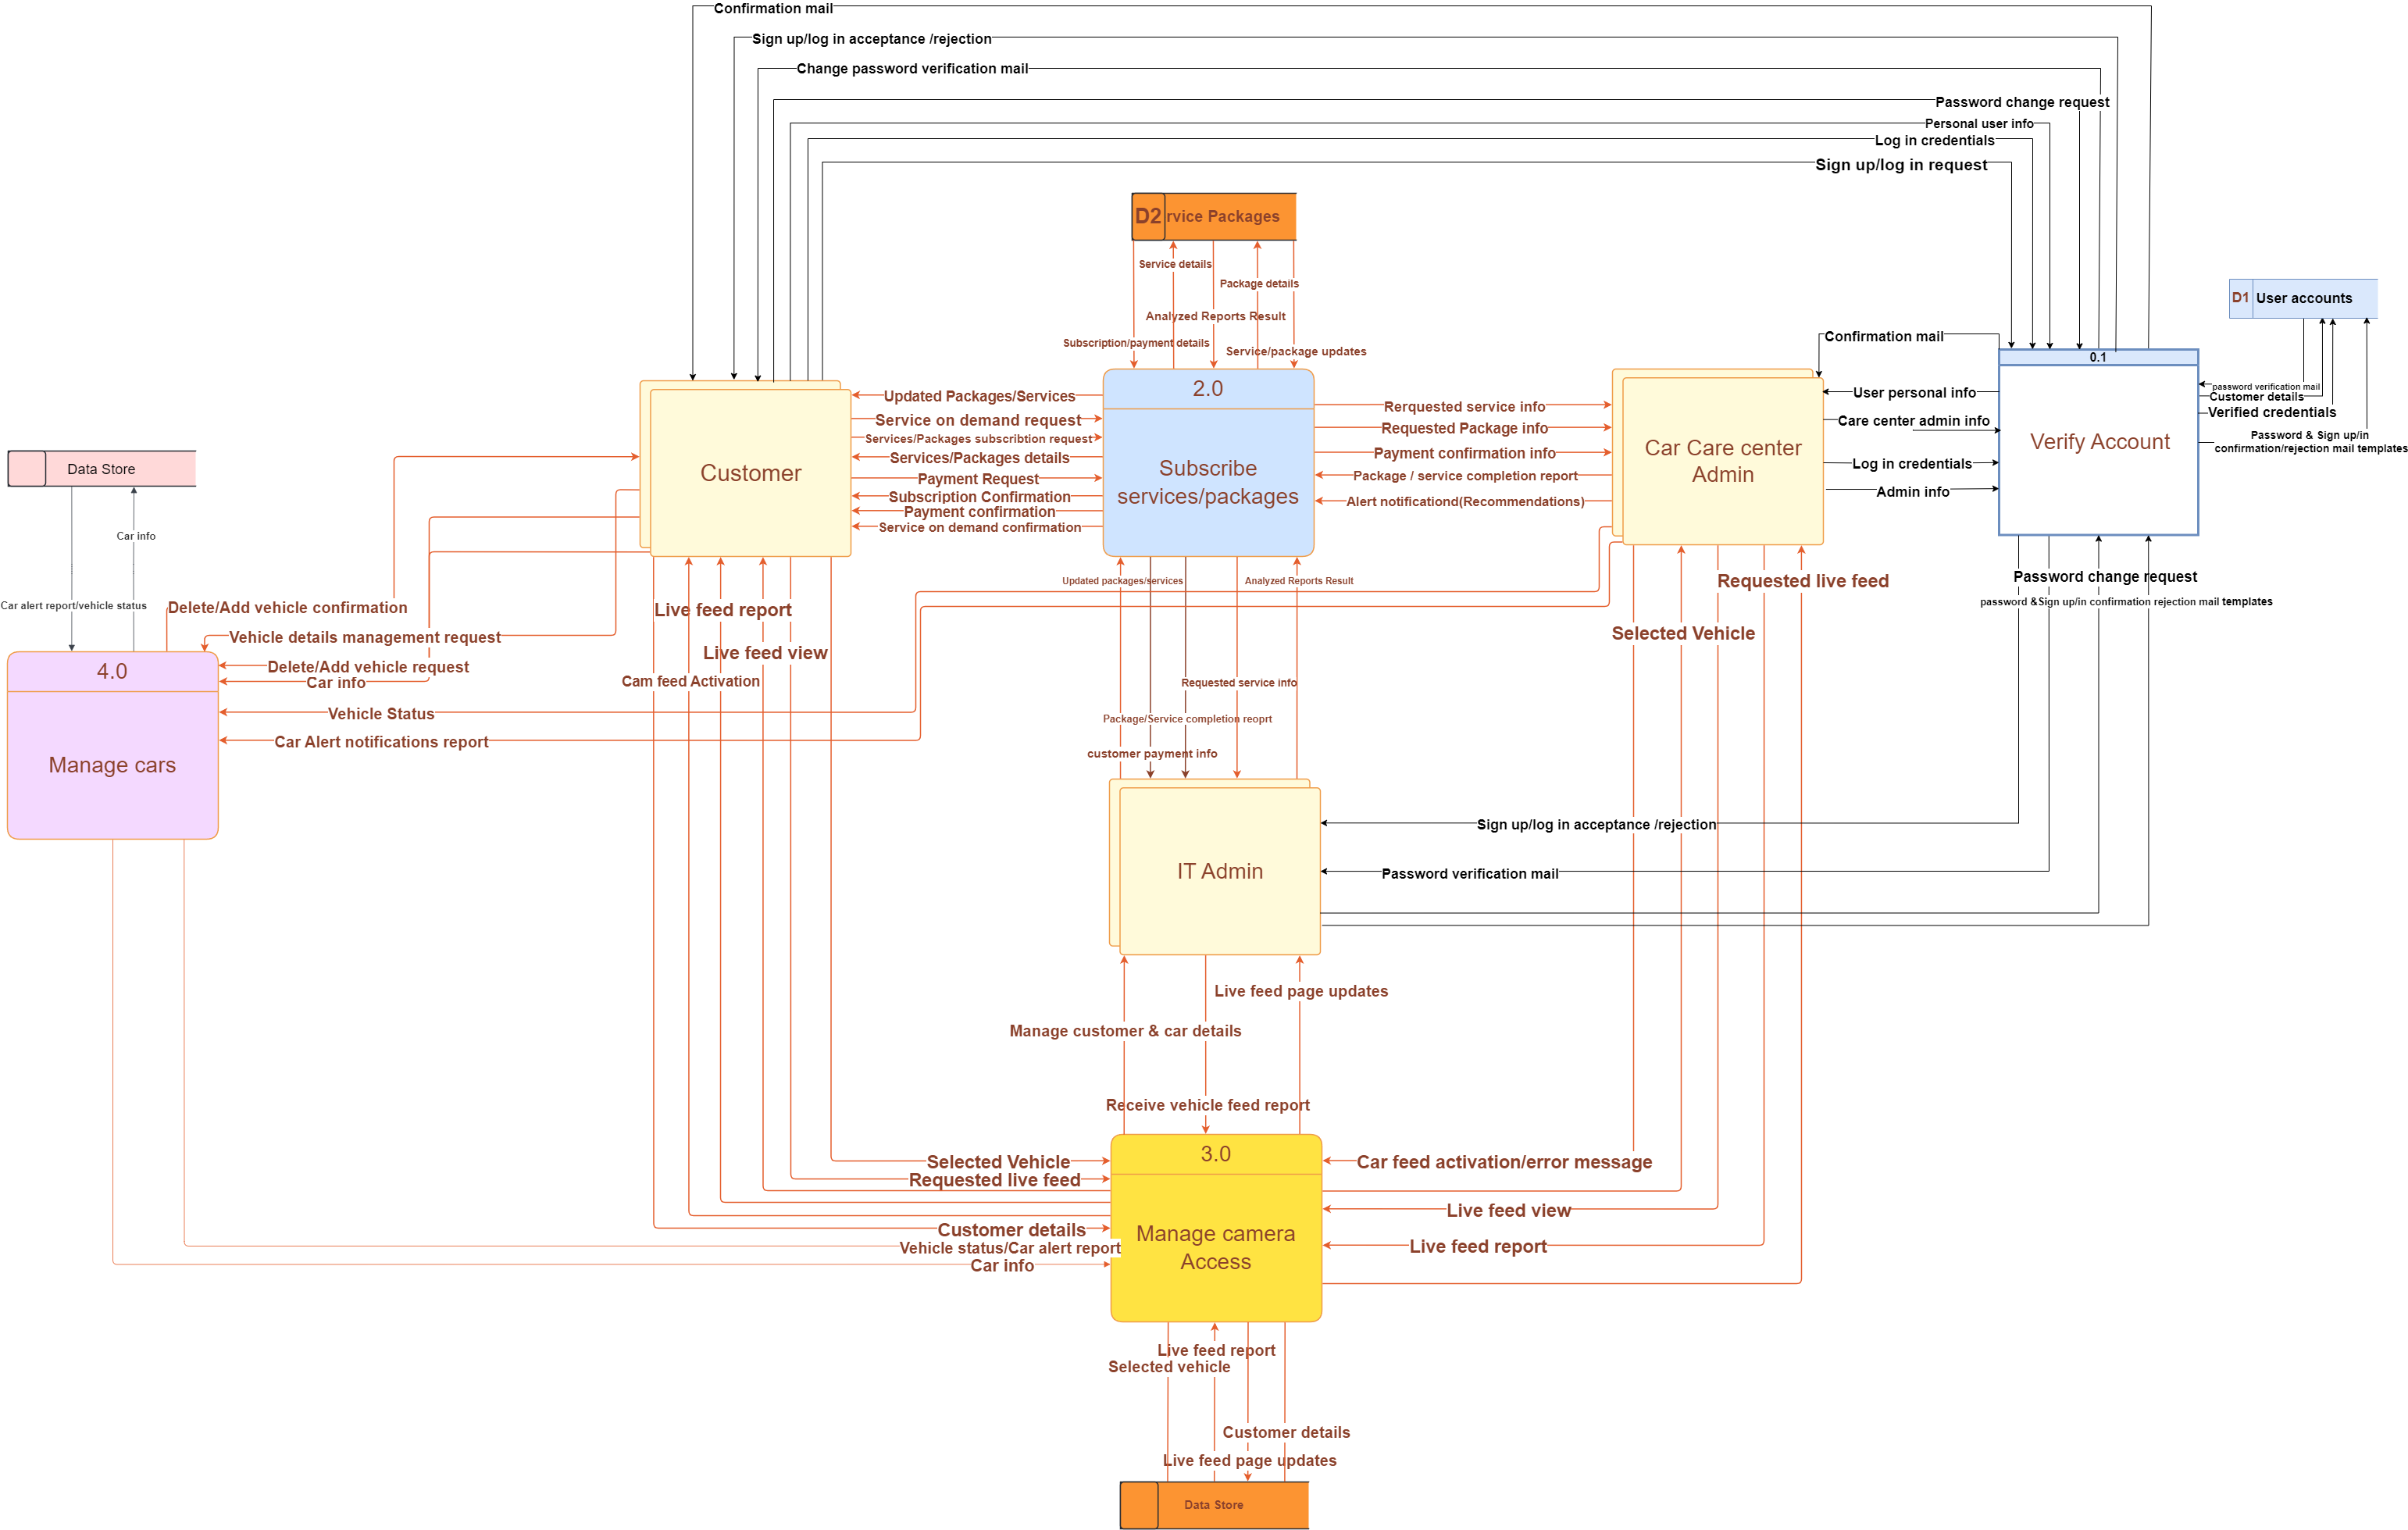 Confirmation mail
Sign up/log in acceptance /rejection
Change password verification mail
Password change request
Personal user info
Log in credentials
Sign up/log in request
D2
rvice Packages
Service details
Package details
Analyzed Reports Result
Subscription/payment details
Service/package updates
D1
User accounts
Confirmation mail
0.1
User personal info
Care center admin info
Log in credentials
Admin info
Verify Account
password verification mail
Customer details
Verified credentials
Password & Sign up/in
confirmation/rejection mail templates
2.0
Subscribe
services/packages
Updated Packages/Services
Service on demand request
Services/Packages subscribtion request
Services/Packages details
Payment Request
Subscription Confirmation
Payment confirmation
Service on demand confirmation
Customer
Rerquested service info
Requested Package info
Payment confirmation info
Package / service completion report
Alert notificationd(Recommendations)
Car Care center
Admin
Data Store
Car info
Car alert report/vehicle status
Delete/Add vehicle confirmation
Vehicle details management request
Delete/Add vehicle request
Car info
Vehicle Status
Car Alert notifications report
4.0
Manage cars
Live feed report
Live feed view
Cam feed Activation
Updated packages/services
Analyzed Reports Result
Requested service info
Package/Service completion reoprt
customer payment info
Requested live feed
Selected Vehicle
Password change request
password &Sign up/in confirmation rejection mail templates
IT Admin
Sign up/log in acceptance /rejection
Password verification mail
Live feed page updates
Manage customer & car details
Receive vehicle feed report
3.0
Manage camera
Access
Selected Vehicle
Requested live feed
Customer details
Vehicle status/Car alert report
Car info
Car feed activation/error message
Live feed view
Live feed report
Live feed report
Selected vehicle
Customer details
Live feed page updates
Data Store